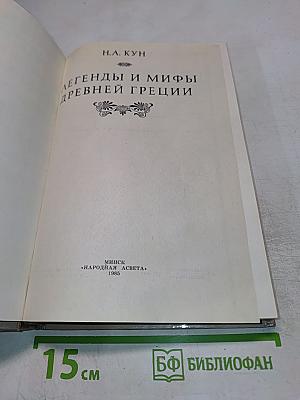 Н.А. КУН
ЛЕГЕНДЫ И МИФЫ
ДРЕВНЕЙ ГРЕЦИИ
МИНСК
«НАРОДНАЯ АСВЕТА»
1985
15 см
БФ БИБЛИОФАН